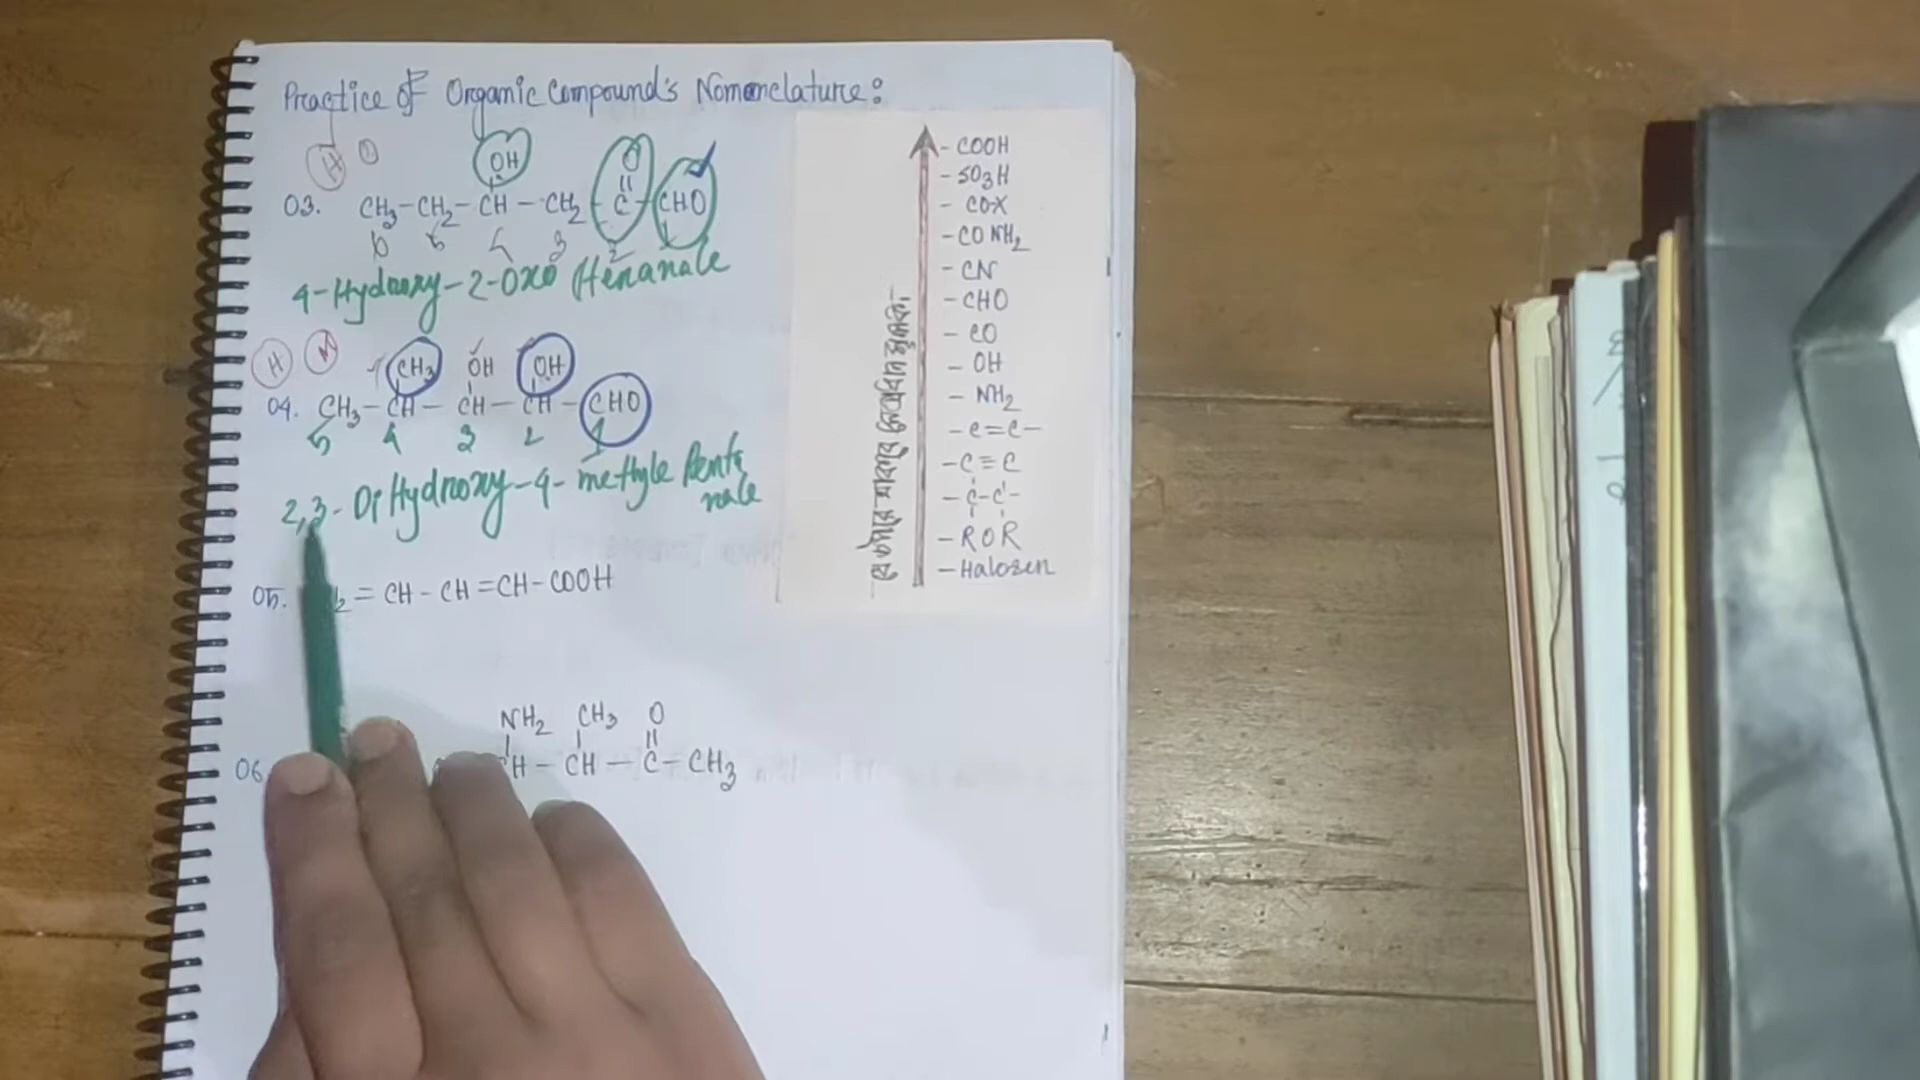 Practice of Organic Compound's Nomenclature:
H O
OH O
03. CH3-CH2-CH-CH2-C-CHO
6 5 4 3 2 1
4-Hydroxy-2-Oxo Hexanale
H M
CH3 OH OH
04. CH3-CH-CH-CH-CHO
5 4 3 2 1
2,3-DiHydroxy-4-methyle Penta
nale
05. 2=CH-CH=CH-COOH
NH2 CH3 O
06 H-CH-C-CH3
-COOH
-SO3H
-COX
-CONH2
-CN
-CHO
-CO
-OH
-NH2
-C=C-
-C≡C
-C-C-
-ROR
-Halogen